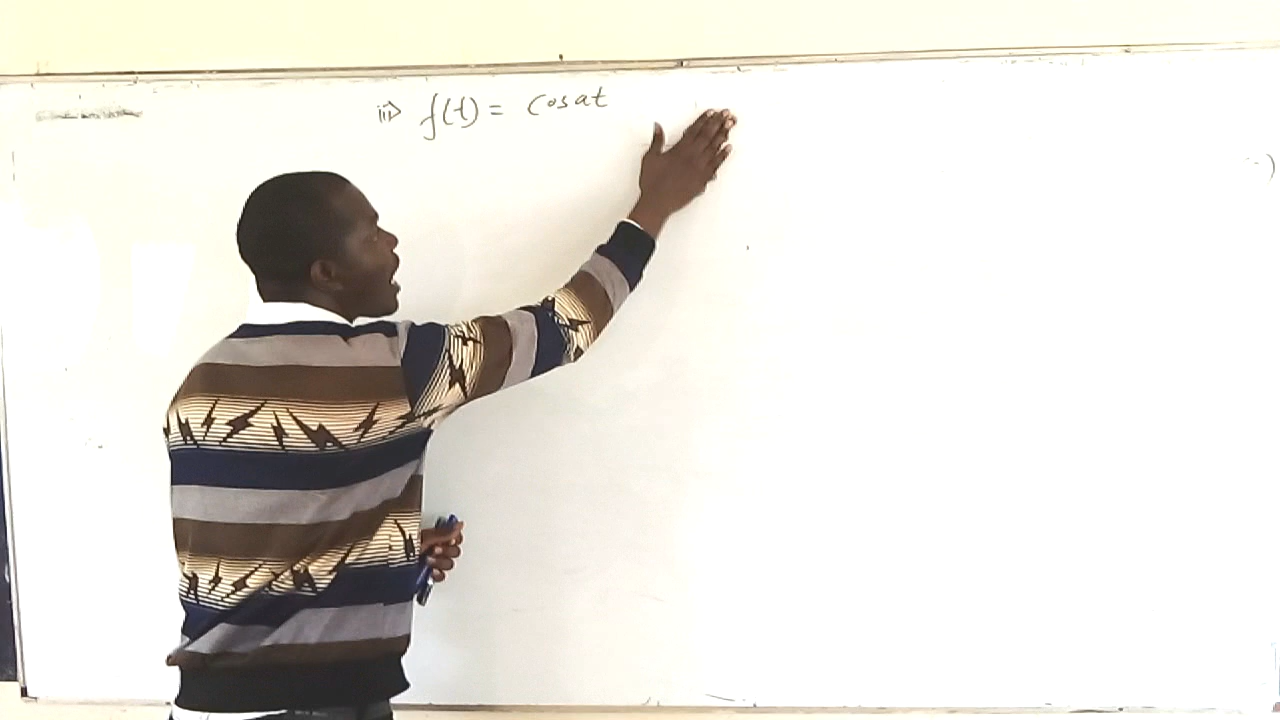 iii) f(t) = Cosat